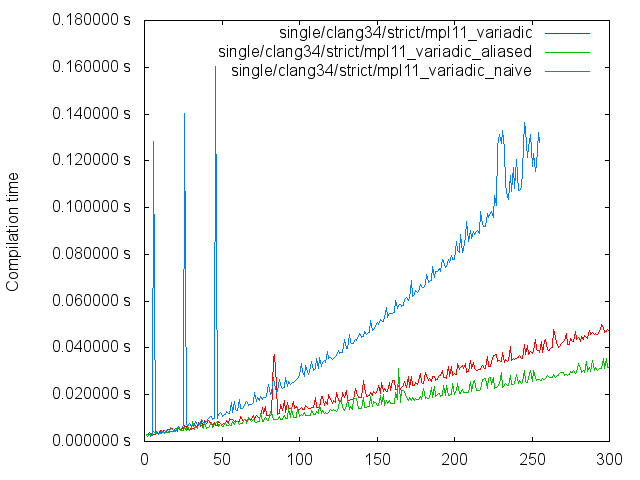 0.180000 s
single/clang34/strict/mpl11_variadic
single/clang34/strict/mpl11_variadic_aliased
0.160000 s
single/clang34/strict/mpl11_variadic_naive
0.140000 s
0.120000 s
0.100000 s
Compilation time
0.080000 s
0.060000 s
0.040000 s
0.020000 s
0.000000 s
0 50 100 150 200 250 300